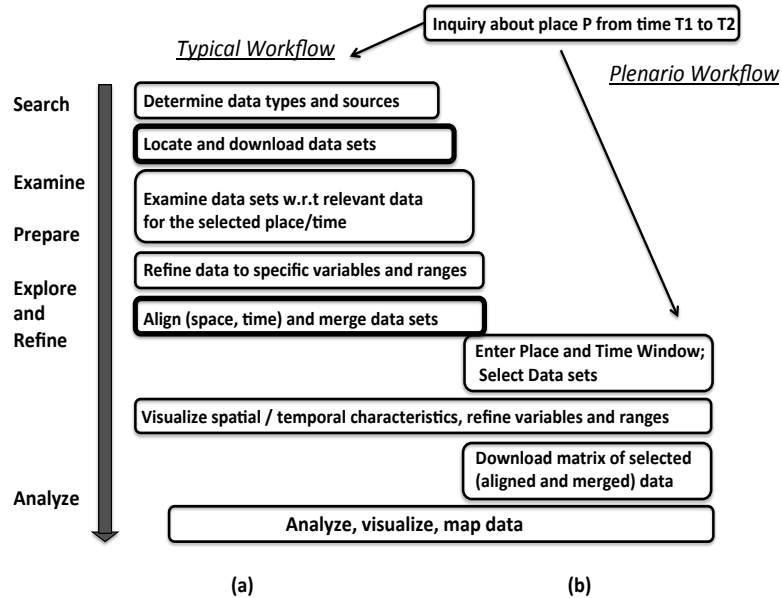 Inquiry about place P from time T1 to T2
Typical Workflow
Plenario Workflow
Search
Determine data types and sources
Locate and download data sets
Examine
Examine data sets w.r.t relevant data
for the selected place/time
Prepare
Refine data to specific variables and ranges
Explore
and
Refine
Align (space, time) and merge data sets
Enter Place and Time Window;
Select Data sets
Visualize spatial / temporal characteristics, refine variables and ranges
Download matrix of selected
(aligned and merged) data
Analyze
Analyze, visualize, map data
(a)
(b)